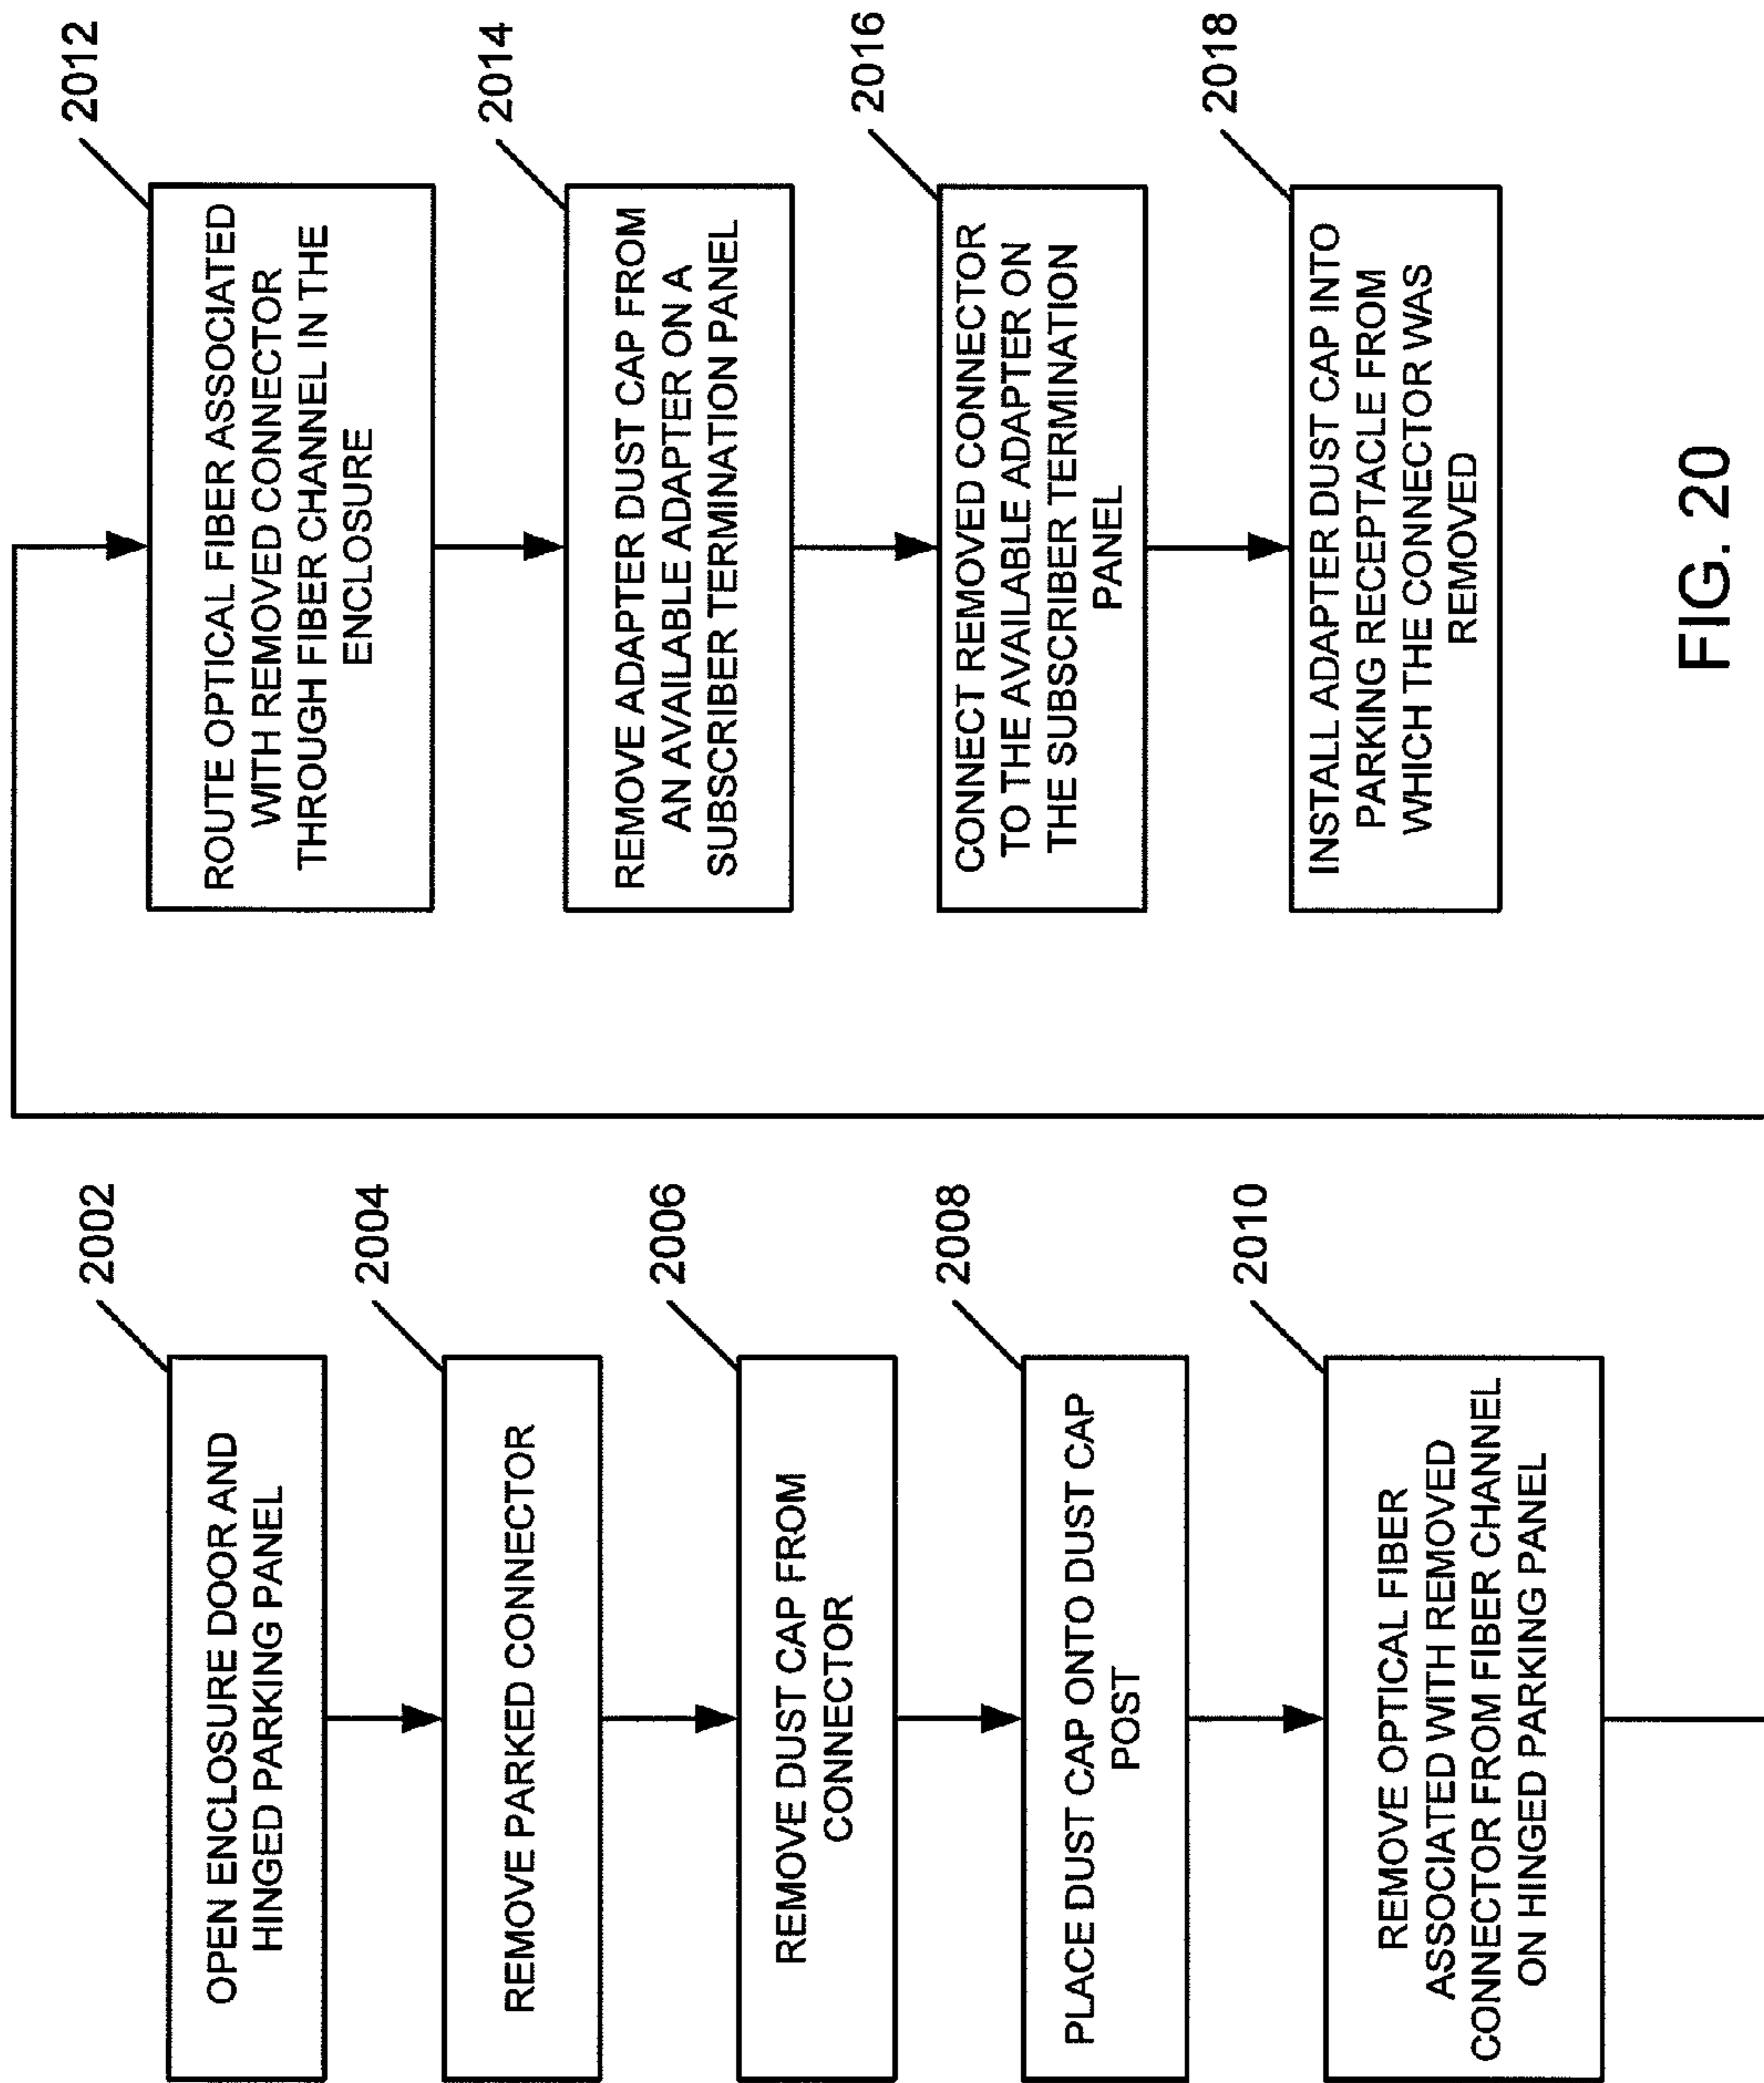 2002
OPEN ENCLOSURE DOOR AND
HINGED PARKING PANEL
2004
REMOVE PARKED CONNECTOR
2006
REMOVE DUST CAP FROM
CONNECTOR
2008
PLACE DUST CAP ONTO DUST CAP
POST
2010
REMOVE OPTICAL FIBER
ASSOCIATED WITH REMOVED
CONNECTOR FROM FIBER CHANNEL
ON HINGED PARKING PANEL
2012
ROUTE OPTICAL FIBER ASSOCIATED
WITH REMOVED CONNECTOR
THROUGH FIBER CHANNEL IN THE
ENCLOSURE
2014
REMOVE ADAPTER DUST CAP FROM
AN AVAILABLE ADAPTER ON A
SUBSCRIBER TERMINATION PANEL
2016
CONNECT REMOVED CONNECTOR
TO THE AVAILABLE ADAPTER ON
THE SUBSCRIBER TERMINATION
PANEL
2018
INSTALL ADAPTER DUST CAP INTO
PARKING RECEPTACLE FROM
WHICH THE CONNECTOR WAS
REMOVED
FIG. 20